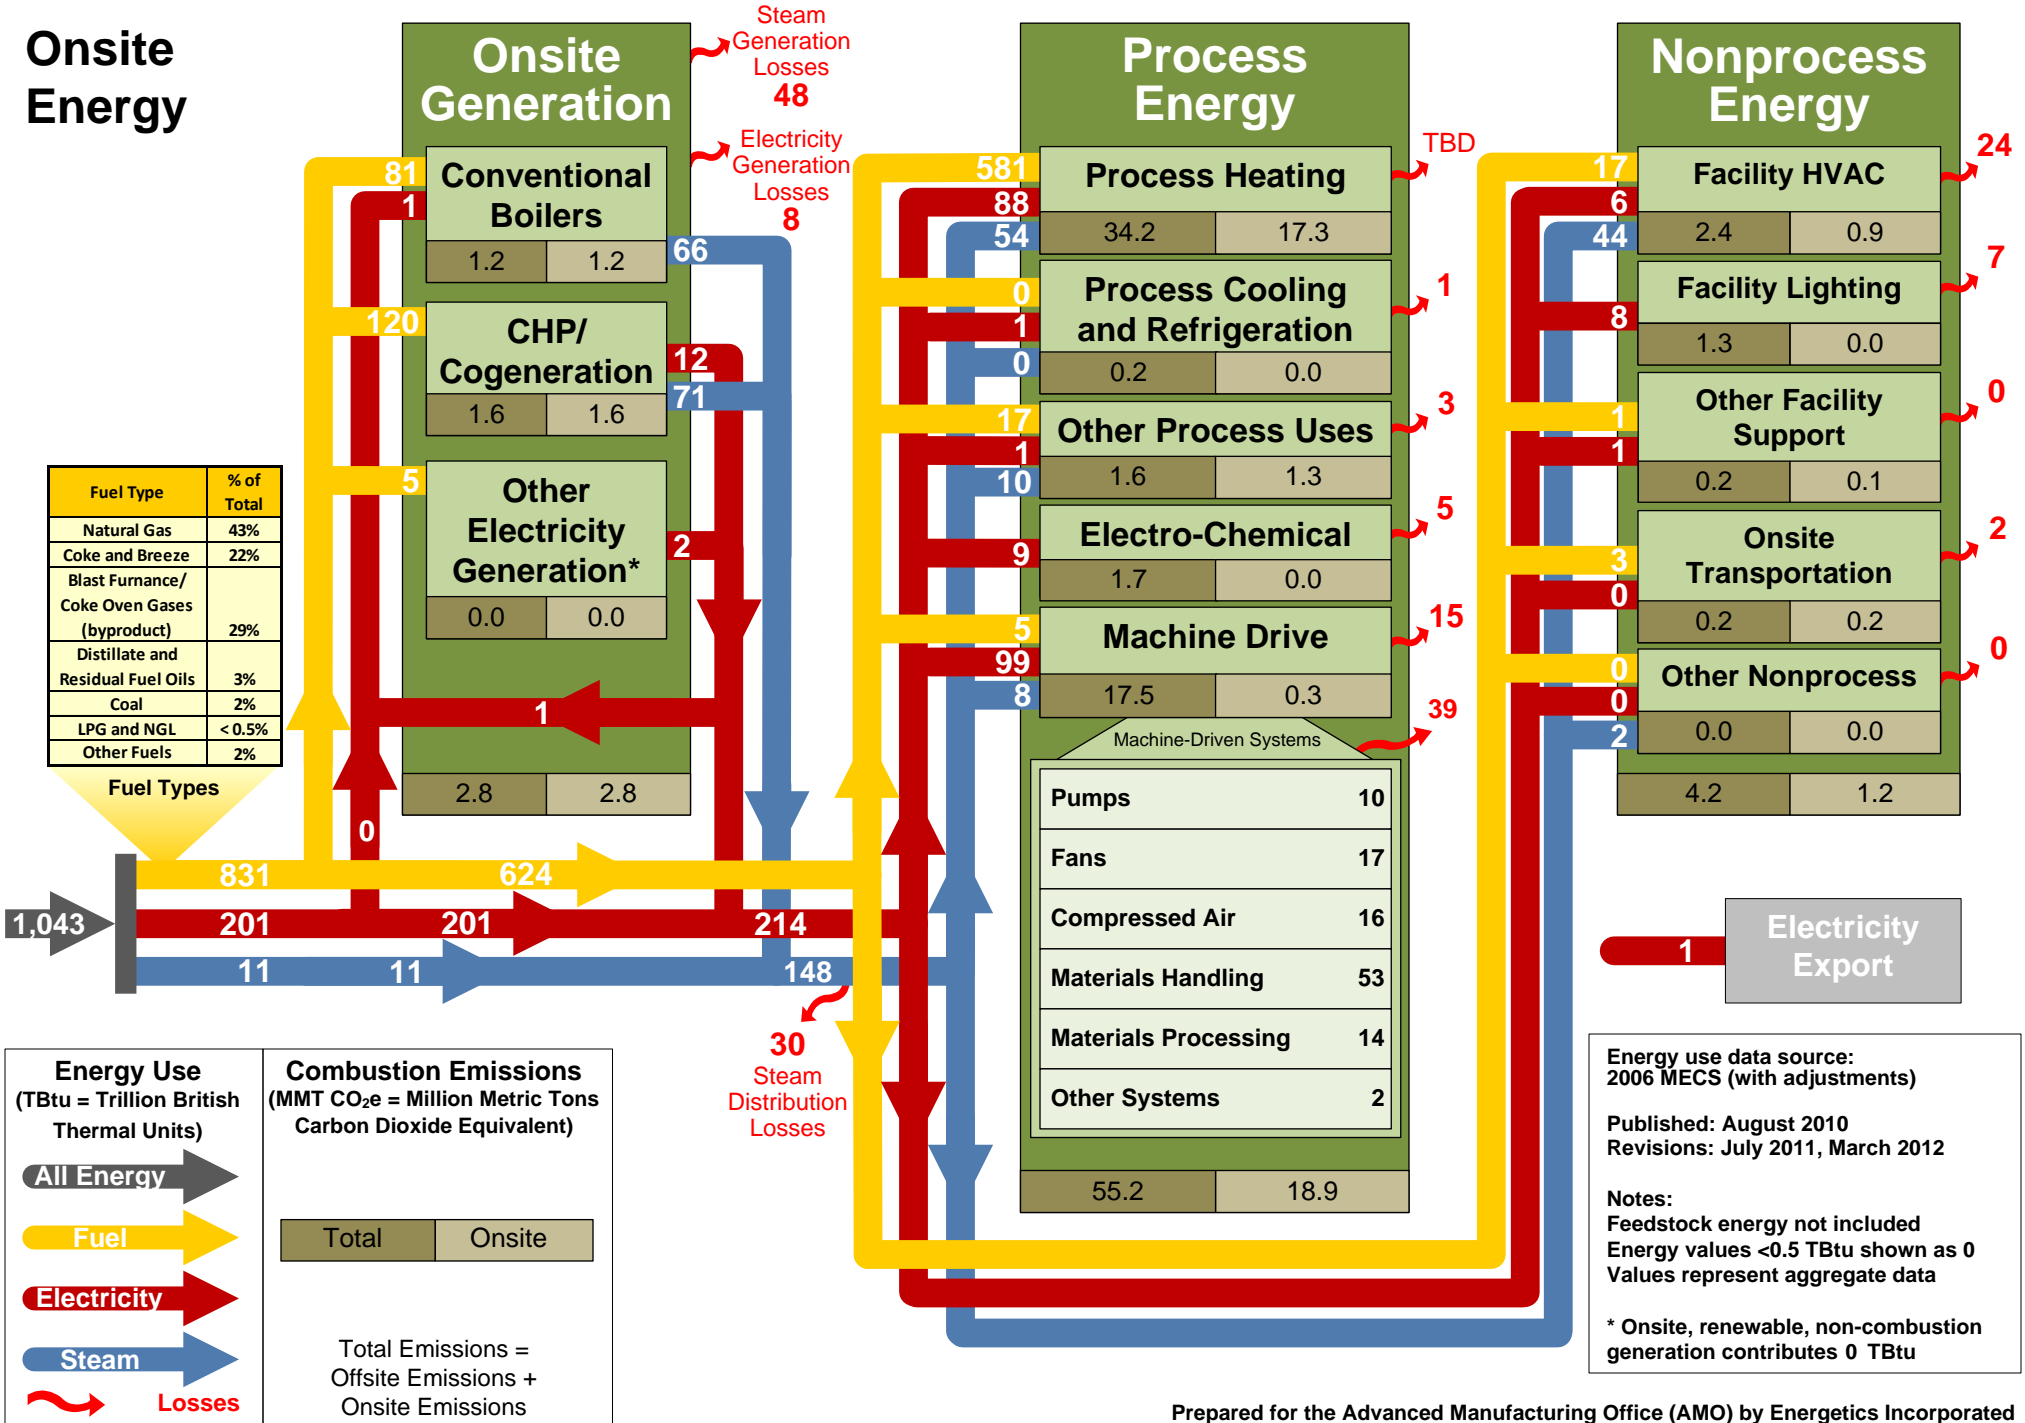 Onsite
Energy
Onsite
Generation
Steam
Generation
Losses
48
Electricity
Generation
Losses
8
81
1
Conventional
Boilers
1.2 1.2
66
120
CHP/
Cogeneration
1.6 1.6
12
71
5
Other
Electricity
Generation*
0.0 0.0
2
1
2.8 2.8
0
Fuel Type % of
Total
Natural Gas 43%
Coke and Breeze 22%
Blast Furnance/
Coke Oven Gases
(byproduct) 29%
Distillate and
Residual Fuel Oils 3%
Coal 2%
LPG and NGL < 0.5%
Other Fuels 2%
Fuel Types
1,043
831 624
201 201 214
11 11 148
30
Steam
Distribution
Losses
Process
Energy
581
88
54
Process Heating
34.2 17.3
TBD
0
1
0
Process Cooling
and Refrigeration
0.2 0.0
1
17
1
10
Other Process Uses
1.6 1.3
3
9
Electro-Chemical
1.7 0.0
5
5
99
8
Machine Drive
17.5 0.3
15
Machine-Driven Systems
39
Pumps 10
Fans 17
Compressed Air 16
Materials Handling 53
Materials Processing 14
Other Systems 2
55.2 18.9
Nonprocess
Energy
17
6
44
Facility HVAC
2.4 0.9
24
8
Facility Lighting
1.3 0.0
7
1
1
Other Facility
Support
0.2 0.1
0
3
0
Onsite
Transportation
0.2 0.2
2
0
0
2
Other Nonprocess
0.0 0.0
0
4.2 1.2
1
Electricity
Export
Energy Use
(TBtu = Trillion British
Thermal Units)
All Energy
Fuel
Electricity
Steam
Losses
Combustion Emissions
(MMT CO₂e = Million Metric Tons
Carbon Dioxide Equivalent)
Total Onsite
Total Emissions =
Offsite Emissions +
Onsite Emissions
Energy use data source:
2006 MECS (with adjustments)
Published: August 2010
Revisions: July 2011, March 2012
Notes:
Feedstock energy not included
Energy values <0.5 TBtu shown as 0
Values represent aggregate data
* Onsite, renewable, non-combustion
generation contributes 0 TBtu
Prepared for the Advanced Manufacturing Office (AMO) by Energetics Incorporated